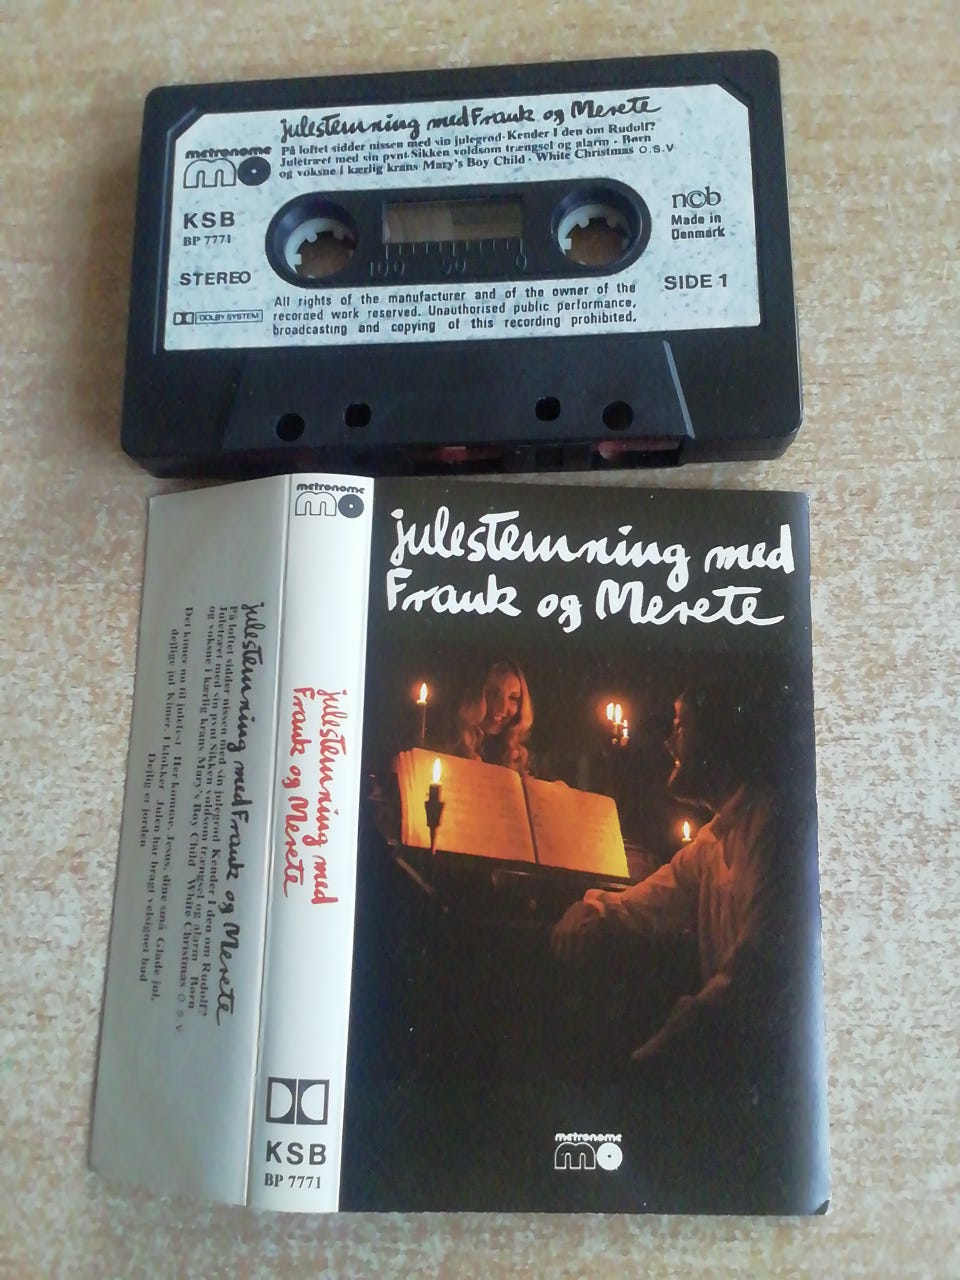 julestemning med Frank og Merete
metronome
mo
På loftet sidder nissen med sin julegrød · Kender I den om Rudolf?
Juletræet med sin pynt · Sikken voldsom trængsel og alarm · Børn
og voksne i kærlig krans Mary's Boy Child · White Christmas O.S.V
KSB
BP 7771
STEREO
DOLBY SYSTEM
100 50 0
ncb
Made in
Denmark
SIDE 1
All rights of the manufacturer and of the owner of the
recorded work reserved. Unauthorised public performance,
broadcasting and copying of this recording prohibited.
julestemning med Frank og Merete
På loftet sidder nissen med sin julegrød Kender I den om Rudolf?
Juletræet med sin pynt Sikken voldsom trængsel og alarm Børn
og voksne i kærlig krans Mary's Boy Child White Christmas O.S.V.
Det kimer nu til julefest Her komme, Jesus, dine små Glade jul,
dejlige jul Kimer, I klokker Julen har bragt velsignet bud
Dejlig er jorden
metronome
mo
julestemning med
Frank og Merete
KSB
BP 7771
julestemning med
Frank og Merete
metronome
mo